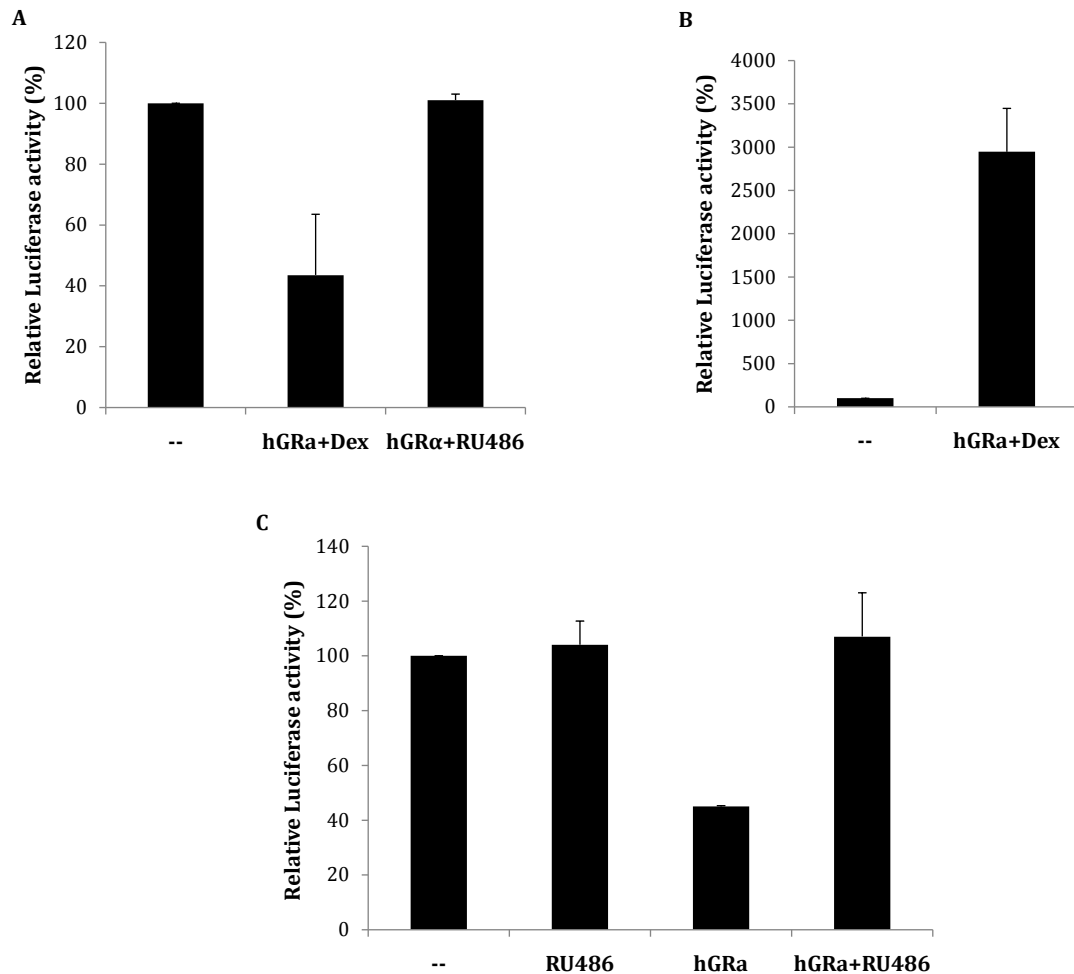 A
Relative Luciferase activity (%)
120
100
80
60
40
20
0
--
hGRa+Dex
hGRα+RU486
B
Relative Luciferase activity (%)
4000
3500
3000
2500
2000
1500
1000
500
0
--
hGRa+Dex
C
Relative Luciferase activity (%)
140
120
100
80
60
40
20
0
--
RU486
hGRa
hGRa+RU486